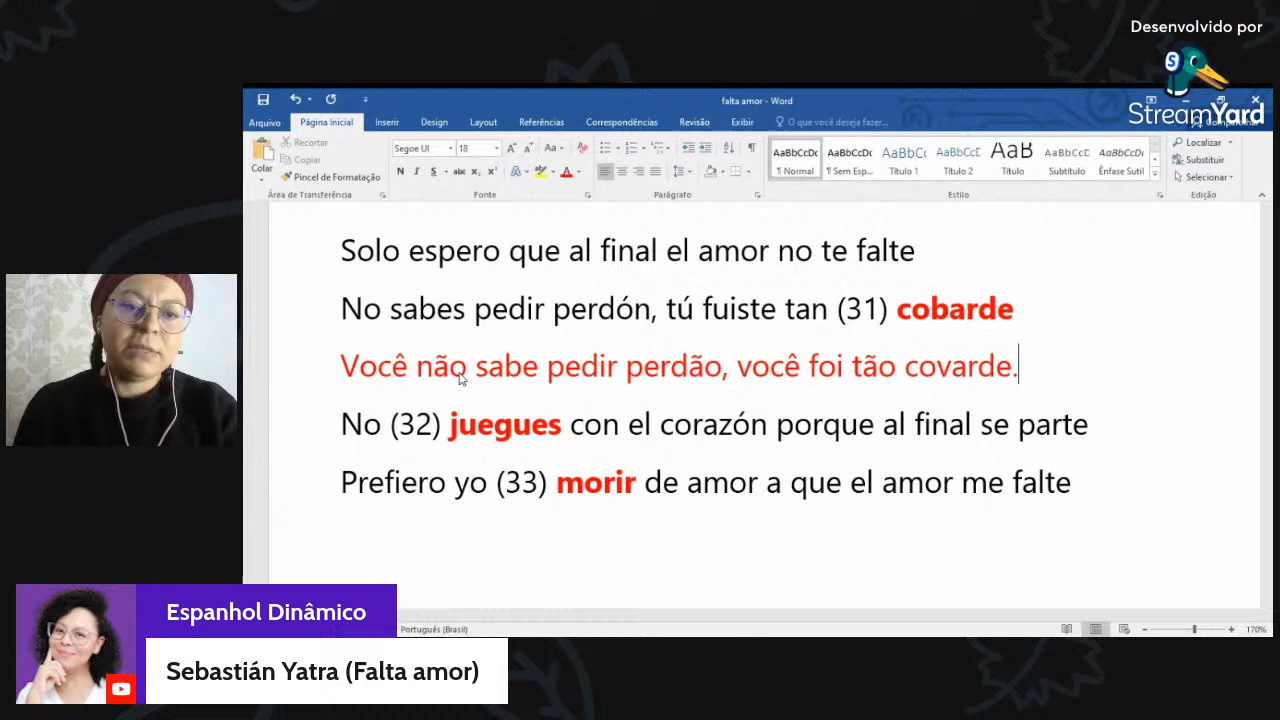 Desenvolvido por
StreamYard
falta amor - Word
Arquivo Página Inicial Inserir Design Layout Referências Correspondências Revisão Exibir O que você deseja fazer...
Colar
Recortar
Copiar
Pincel de Formatação
Área de Transferência
Segoe UI 18
N I S abc x₂ x²
Fonte
Parágrafo
AaBbCcDc AaBbCcDc AaBbCc AaBbCcD AaB AaBbCcD AaBbCcDc
¶ Normal ¶ Sem Esp... Título 1 Título 2 Título Subtítulo Ênfase Sutil
Estilo
Localizar
Substituir
Selecionar
Edição
Solo espero que al final el amor no te falte
No sabes pedir perdón, tú fuiste tan (31) cobarde
Você não sabe pedir perdão, você foi tão covarde.
No (32) juegues con el corazón porque al final se parte
Prefiero yo (33) morir de amor a que el amor me falte
Português (Brasil)
170%
Espanhol Dinâmico
Sebastián Yatra (Falta amor)